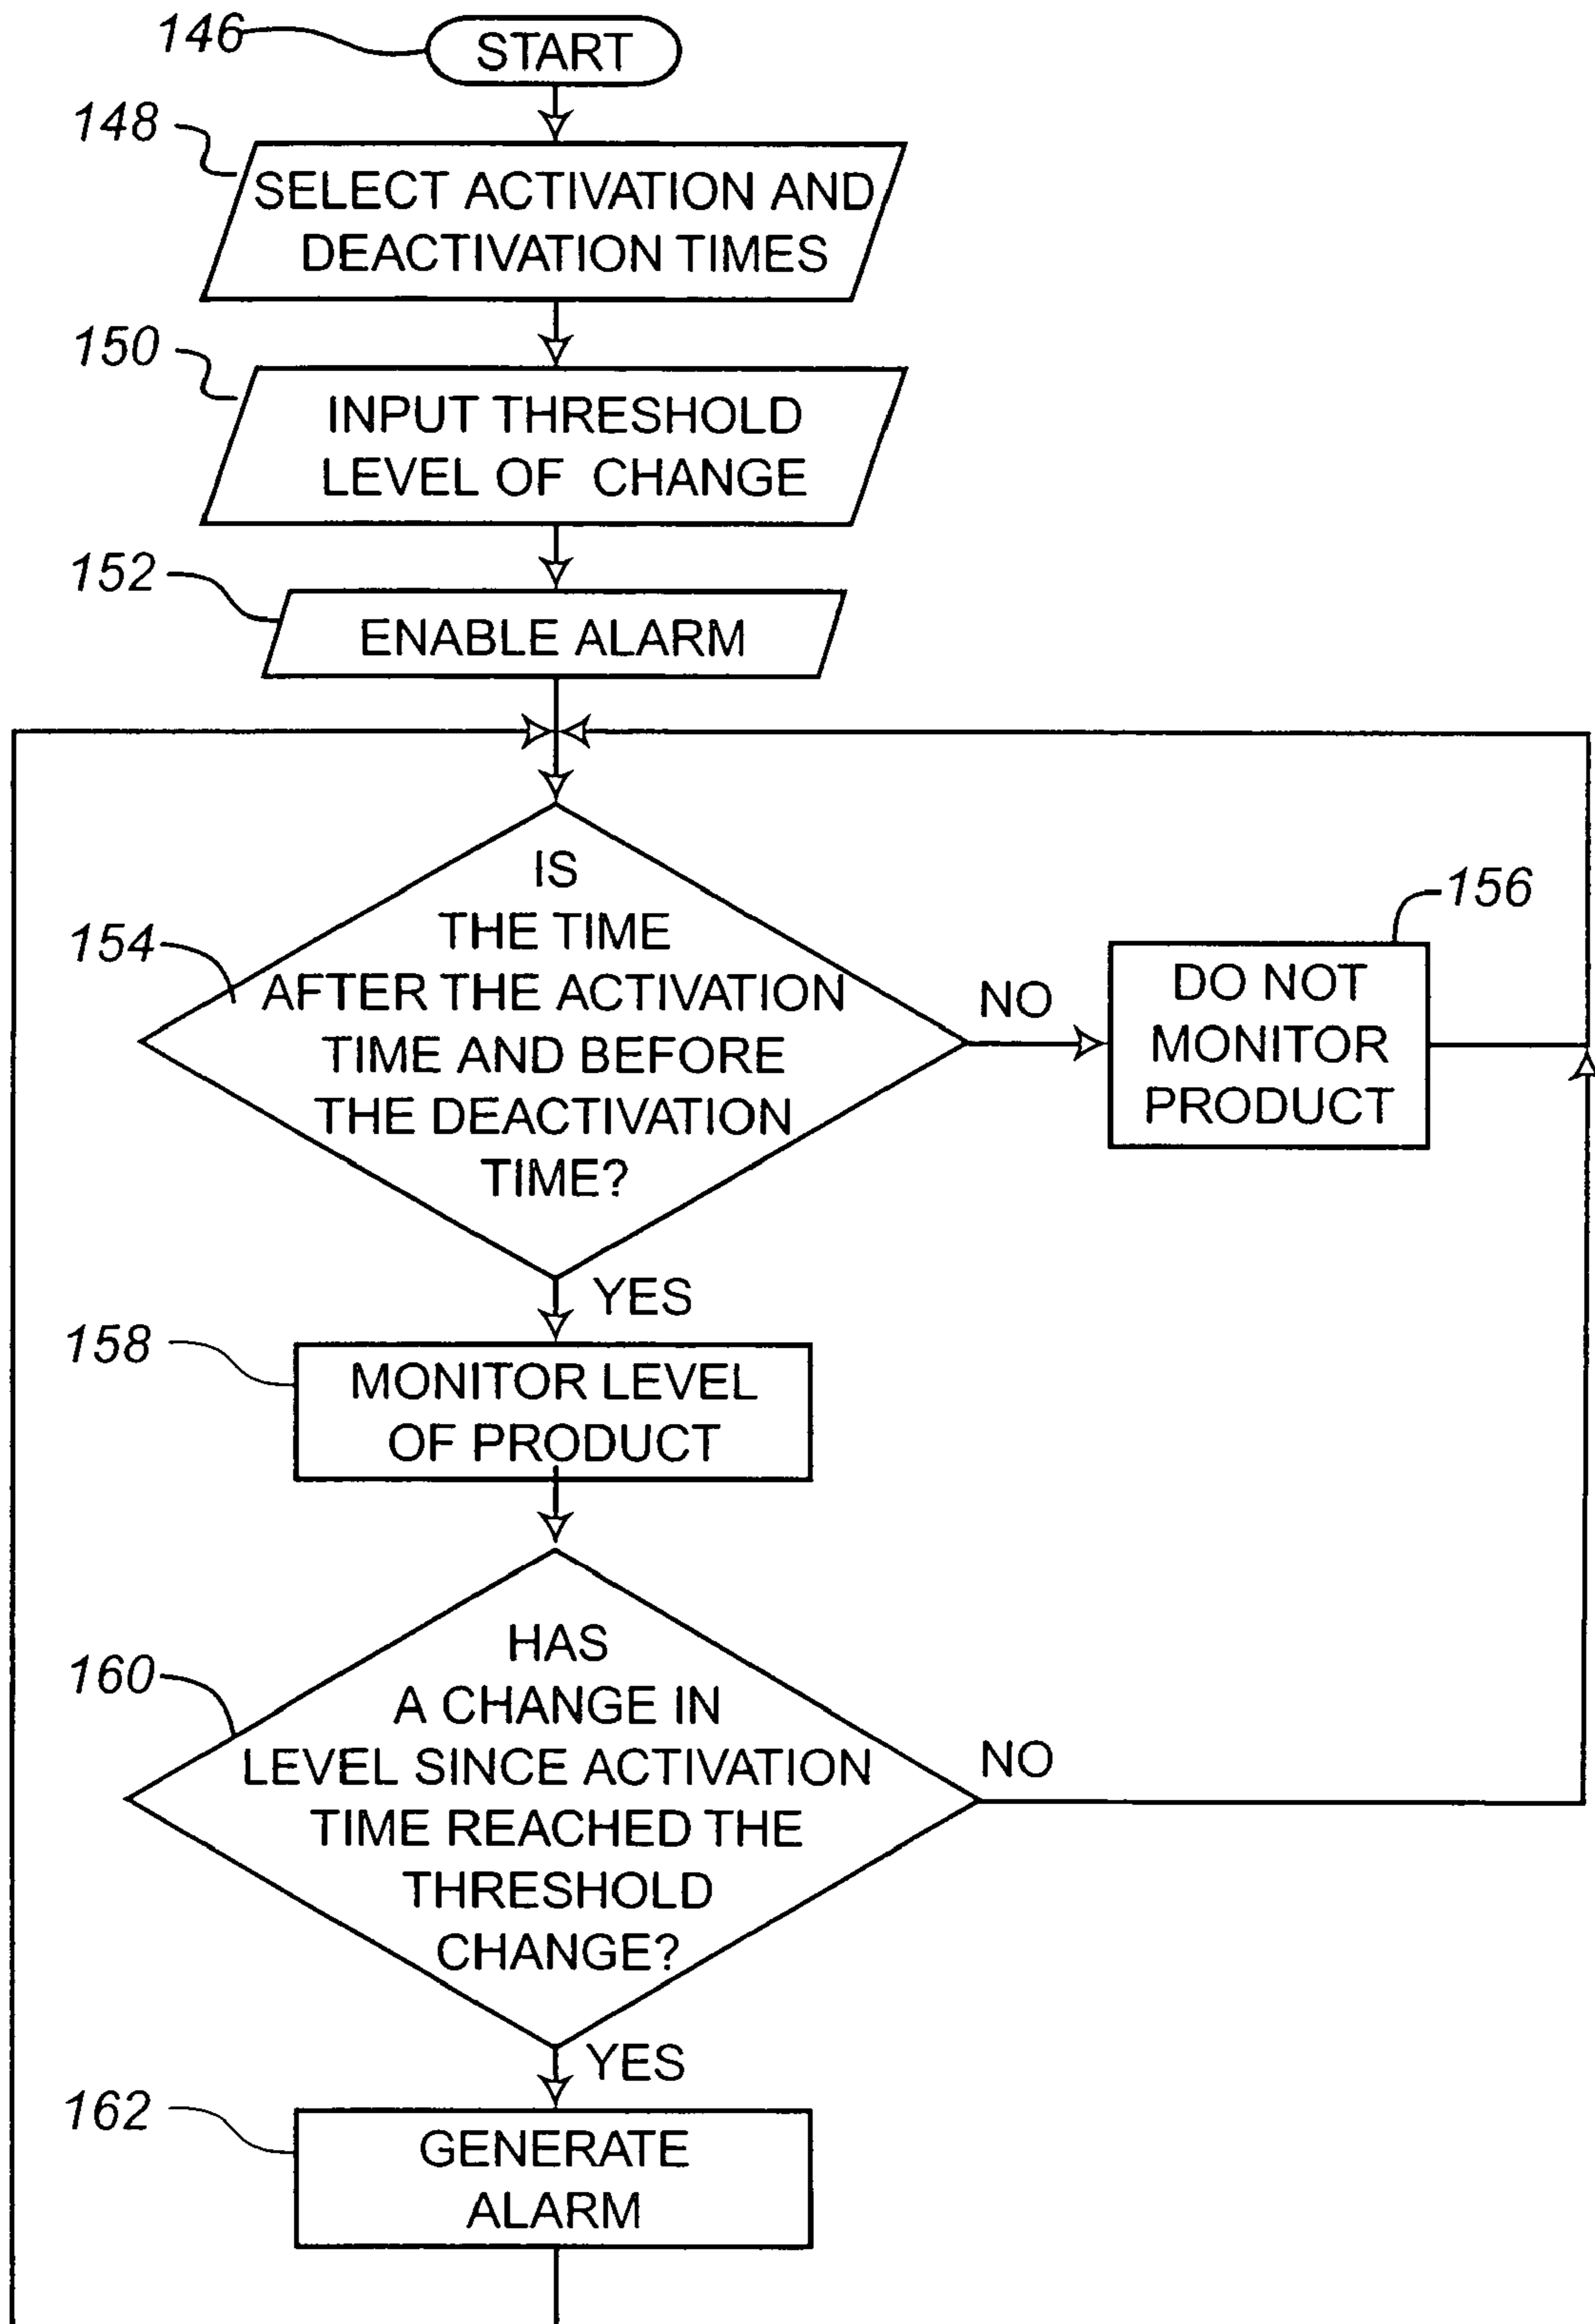 146
START
148
SELECT ACTIVATION AND
DEACTIVATION TIMES
150
INPUT THRESHOLD
LEVEL OF CHANGE
152
ENABLE ALARM
154
IS
THE TIME
AFTER THE ACTIVATION
TIME AND BEFORE
THE DEACTIVATION
TIME?
NO
156
DO NOT
MONITOR
PRODUCT
YES
158
MONITOR LEVEL
OF PRODUCT
160
HAS
A CHANGE IN
LEVEL SINCE ACTIVATION
TIME REACHED THE
THRESHOLD
CHANGE?
NO
YES
162
GENERATE
ALARM